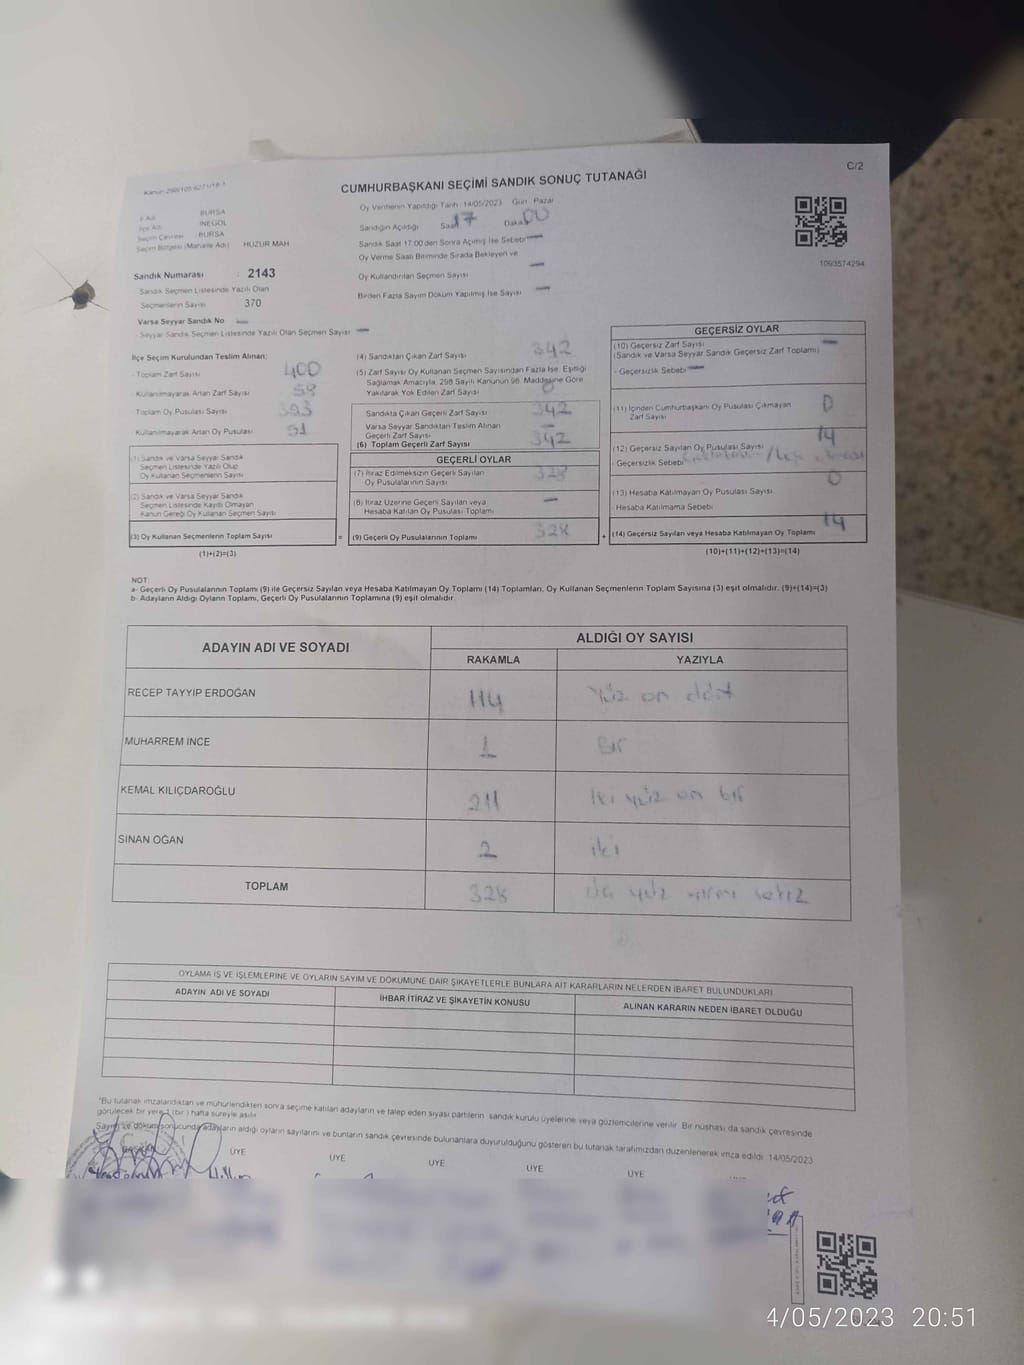 C/2
CUMHURBAŞKANI SEÇİMİ SANDIK SONUÇ TUTANAĞI
Oy Vermenin Yapıldığı Tarih :14/05/2023 Gün : Pazar
İl Adı BURSA
İlçe Adı İNEGÖL
Seçim Çevresi BURSA
Seçim Bölgesi (Mahalle Adı) HUZUR MAH
Sandığın Açıldığı Saat 17 Dakika 00
Sandık Saat 17:00'den Sonra Açılmış İse Sebebi —
Oy Verme Saati Bitiminde Sırada Bekleyen ve
Oy Kullandırılan Seçmen Sayısı —
Birden Fazla Sayım Döküm Yapılmış İse Sayısı —
1093574294
Sandık Numarası : 2143
Sandık Seçmen Listesinde Yazılı Olan
Seçmenlerin Sayısı 370
Varsa Seyyar Sandık No —
- Seyyar Sandık Seçmen Listesinde Yazılı Olan Seçmen Sayısı —
İlçe Seçim Kurulundan Teslim Alınan;
- Toplam Zarf Sayısı 400
Kullanılmayarak Artan Zarf Sayısı 58
Toplam Oy Pusulası Sayısı 393
Kullanılmayarak Artan Oy Pusulası 51
(1) Sandık ve Varsa Seyyar Sandık
Seçmen Listesinde Yazılı Olup
Oy Kullanan Seçmenlerin Sayısı
(2) Sandık ve Varsa Seyyar Sandık
Seçmen Listesinde Kayıtlı Olmayan
Kanun Gereği Oy Kullanan Seçmen Sayısı
(3) Oy Kullanan Seçmenlerin Toplam Sayısı
(1)+(2)=(3)
(4) Sandıktan Çıkan Zarf Sayısı 342
(5) Zarf Sayısı Oy Kullanan Seçmen Sayısından Fazla İse, Eşitliği
Sağlamak Amacıyla, 298 Sayılı Kanunun 98. Maddesine Göre
Yakılarak Yok Edilen Zarf Sayısı 0
Sandıkta Çıkan Geçerli Zarf Sayısı 342
Varsa Seyyar Sandıktan Teslim Alınan
Geçerli Zarf Sayısı —
(6) Toplam Geçerli Zarf Sayısı 342
GEÇERLİ OYLAR
(7) İtiraz Edilmeksizin Geçerli Sayılan
Oy Pusulalarının Sayısı 328
(8) İtiraz Üzerine Geçerli Sayılan veya
Hesaba Katılan Oy Pusulası Toplamı —
= (9) Geçerli Oy Pusulalarının Toplamı 328
GEÇERSİZ OYLAR
(10) Geçersiz Zarf Sayısı —
(Sandık ve Varsa Seyyar Sandık Geçersiz Zarf Toplamı)
- Geçersizlik Sebebi —
(11) İçinden Cumhurbaşkanı Oy Pusulası Çıkmayan
Zarf Sayısı 0
(12) Geçersiz Sayılan Oy Pusulası Sayısı 14
- Geçersizlik Sebebi
(13) Hesaba Katılmayan Oy Pusulası Sayısı 0
Hesaba Katılmama Sebebi
+ (14) Geçersiz Sayılan veya Hesaba Katılmayan Oy Toplamı 14
(10)+(11)+(12)+(13)=(14)
NOT
a- Geçerli Oy Pusulalarının Toplamı (9) ile Geçersiz Sayılan veya Hesaba Katılmayan Oy Toplamı (14) Toplamları, Oy Kullanan Seçmenlerin Toplam Sayısına (3) eşit olmalıdır. (9)+(14)=(3)
b- Adayların Aldığı Oyların Toplamı, Geçerli Oy Pusulalarının Toplamına (9) eşit olmalıdır.
ADAYIN ADI VE SOYADI ALDIĞI OY SAYISI
RAKAMLA YAZIYLA
RECEP TAYYIP ERDOĞAN 114 Yüz on dört
MUHARREM İNCE 1 Bir
KEMAL KILIÇDAROĞLU 211 İki yüz on bir
SİNAN OĞAN 2 iki
TOPLAM 328 yüz yirmi sekiz
OYLAMA İŞ VE İŞLEMLERİNE VE OYLARIN SAYIM VE DÖKÜMÜNE DAİR ŞİKAYETLERLE BUNLARA AİT KARARLARIN NELERDEN İBARET BULUNDUKLARI
ADAYIN ADI VE SOYADI İHBAR İTİRAZ VE ŞİKAYETİN KONUSU ALINAN KARARIN NEDEN İBARET OLDUĞU
*Bu tutanak imzalandıktan ve mühürlendikten sonra seçime katılan adayların ve talep eden siyasi partilerin sandık kurulu üyelerine veya gözlemcilerine verilir. Bir nüshası da sandık çevresinde
görülecek bir yere 1 (bir) hafta süreyle asılır.
Sayım ve döküm sonucunda adayların aldığı oyların sayılarını ve bunların sandık çevresinde bulunanlara duyurulduğunu gösteren bu tutanak tarafımızdan düzenlenerek imza edildi. 14/05/2023
BAŞKAN ÜYE ÜYE ÜYE ÜYE ÜYE
4/05/2023 20:51